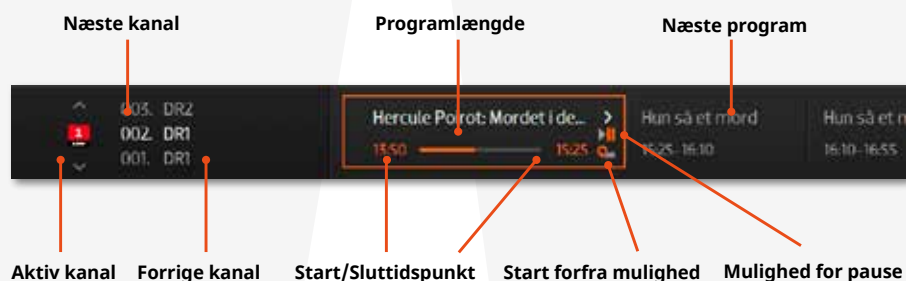 Næste kanal
Programlængde
Næste program
003. DR2
002. DR1
001. DR1
1
Hercule Poirot: Mordet i de...
13:50
15:25
Hun så et mord
15:25-16:10
Hun så et m
16:10-16:55
Aktiv kanal
Forrige kanal
Start/Sluttidspunkt
Start forfra mulighed
Mulighed for pause